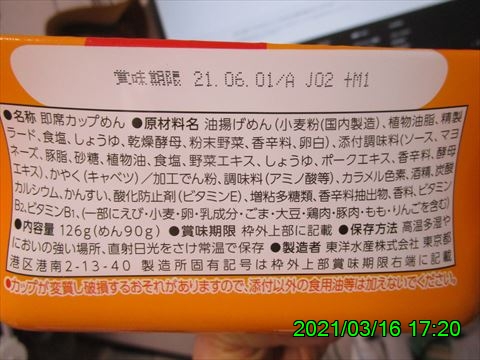 賞味期限 21.06.01/A J02 +M1
●名称 即席カップめん ●原材料名 油揚げめん(小麦粉(国内製造)、植物油脂、精製
ラード、食塩、しょうゆ、乾燥酵母、粉末野菜、香辛料、卵白)、添付調味料(ソース、マヨ
ネーズ、豚脂、砂糖、植物油、食塩、野菜エキス、しょうゆ、ポークエキス、香辛料、酵母
エキス)、かやく(キャベツ)/加工でん粉、調味料(アミノ酸等)、カラメル色素、酒精、炭酸
カルシウム、かんすい、酸化防止剤(ビタミンE)、増粘多糖類、香辛料抽出物、香料、ビタミン
B₂、ビタミンB₁、(一部にえび・小麦・卵・乳成分・ごま・大豆・鶏肉・豚肉・もも・りんごを含む)
●内容量 126g(めん90g) ●賞味期限 枠外上部に記載 ●保存方法 高温多湿や
においの強い場所、直射日光をさけ常温で保存 ●製造者 東洋水産株式会社 東京都
港区港南2-13-40 製造所固有記号は枠外上部賞味期限右端に記載
●カップが変質し破損するおそれがありますので、添付以外の食用油等は加えないでください。
2021/03/16 17:20